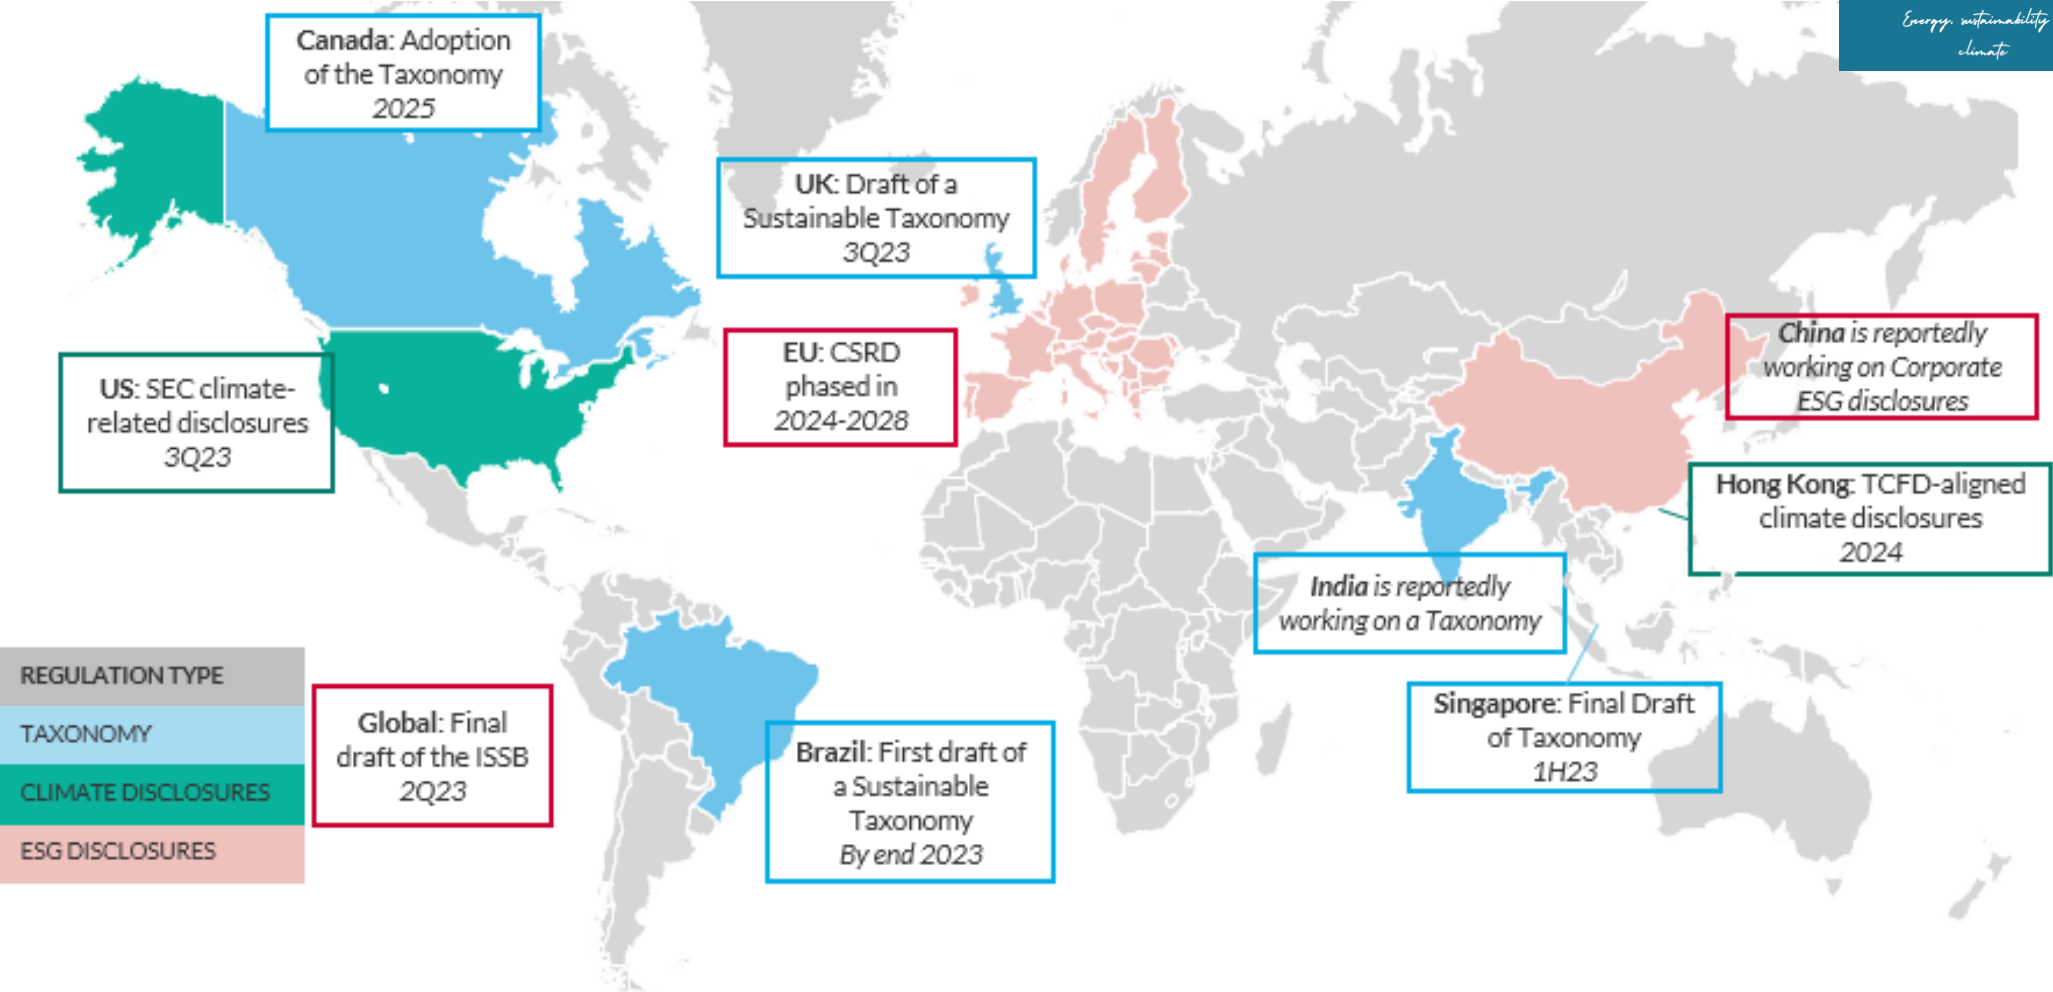 Energy, sustainability
climate
Canada: Adoption
of the Taxonomy
2025
UK: Draft of a
Sustainable Taxonomy
3Q23
EU: CSRD
phased in
2024-2028
US: SEC climate-
related disclosures
3Q23
China is reportedly
working on Corporate
ESG disclosures
Hong Kong: TCFD-aligned
climate disclosures
2024
India is reportedly
working on a Taxonomy
Singapore: Final Draft
of Taxonomy
1H23
REGULATION TYPE
TAXONOMY
CLIMATE DISCLOSURES
ESG DISCLOSURES
Global: Final
draft of the ISSB
2Q23
Brazil: First draft of
a Sustainable
Taxonomy
By end 2023